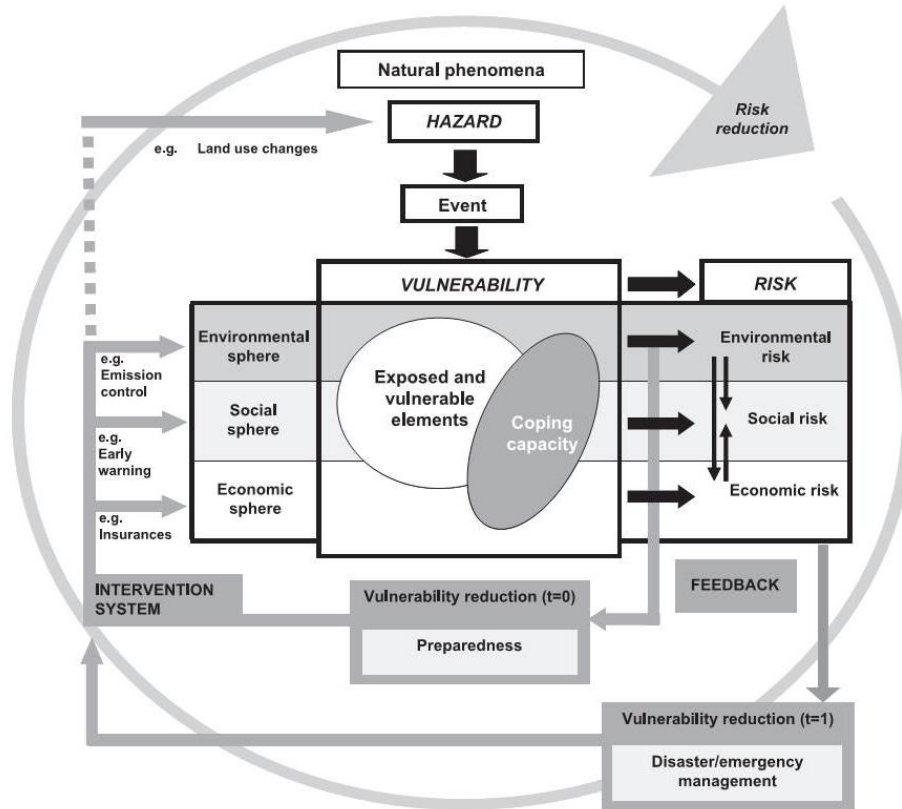 Natural phenomena
Risk
reduction
HAZARD
e.g. Land use changes
Event
VULNERABILITY
RISK
Environmental
sphere
Environmental
risk
e.g.
Emission
control
Exposed and
vulnerable
elements
Social
sphere
Coping
capacity
Social risk
e.g.
Early
warning
Economic
sphere
Economic risk
e.g.
Insurances
INTERVENTION
SYSTEM
Vulnerability reduction (t=0)
Preparedness
FEEDBACK
Vulnerability reduction (t=1)
Disaster/emergency
management